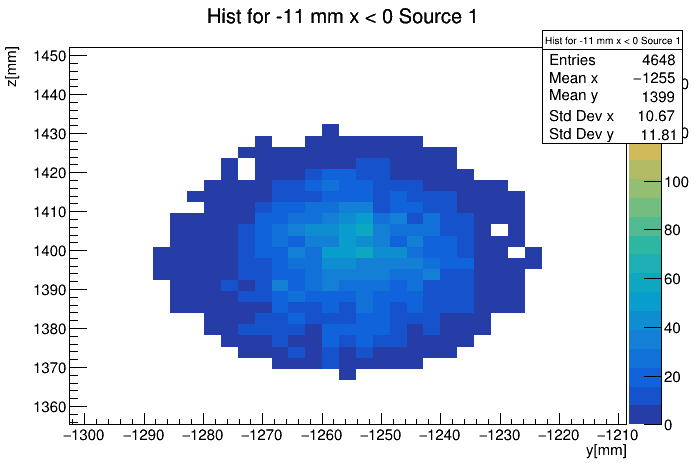 Hist for -11 mm x < 0 Source 1
Hist for -11 mm x < 0 Source 1
Entries 4648
Mean x −1255
Mean y 1399
Std Dev x 10.67
Std Dev y 11.81
z[mm]
1450
1440
1430
1420
1410
1400
1390
1380
1370
1360
100
80
60
40
20
0
−1300 −1290 −1280 −1270 −1260 −1250 −1240 −1230 −1220 −1210
y[mm]